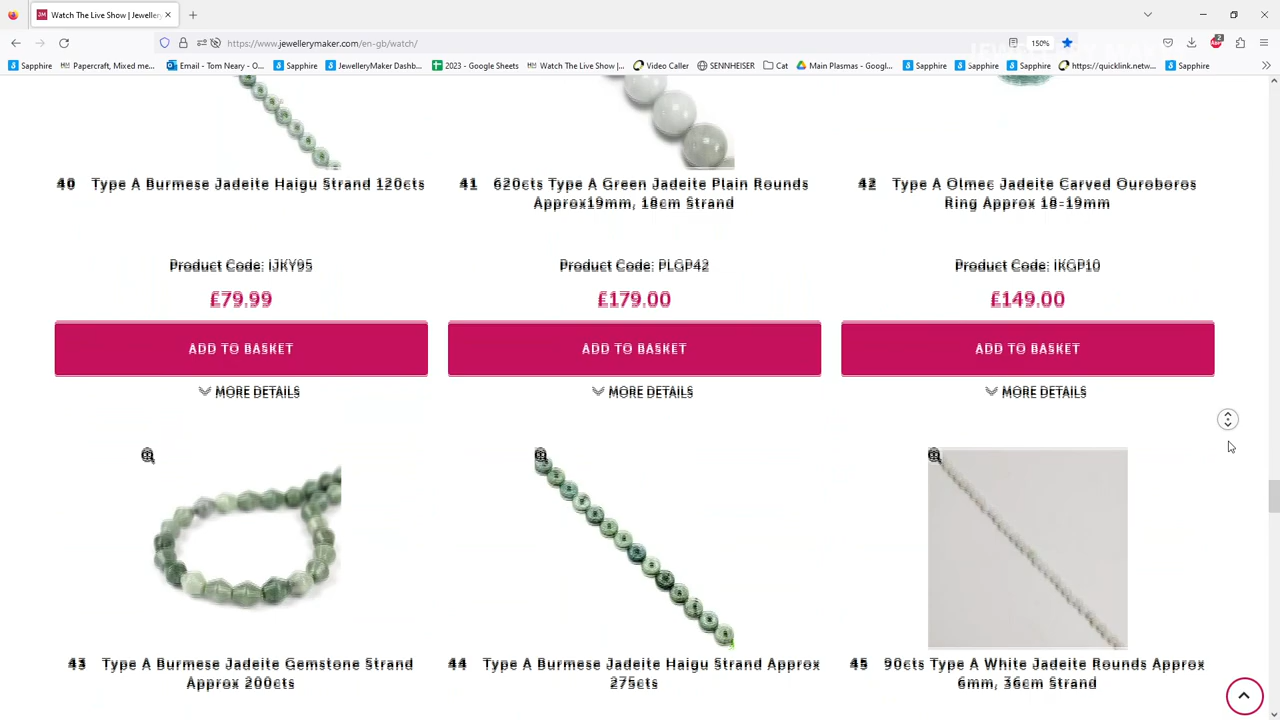 Watch The Live Show | Jeweller
https://www.jewellerymaker.com/en-gb/watch/
150%
2
Sapphire
Papercraft, Mixed me...
Email - Tom Neary - O...
Sapphire
JewelleryMaker Dashb...
2023 - Google Sheets
Watch The Live Show |...
Video Caller
SENNHEISER
Cat
Main Plasmas - Googl...
Sapphire
Sapphire
Sapphire
https://quicklink.netw...
Sapphire
40 Type A Burmese Jadeite Haigu Strand 120cts
41 620cts Type A Green Jadeite Plain Rounds
Approx19mm, 18cm Strand
42 Type A Olmec Jadeite Carved Ouroboros
Ring Approx 18-19mm
Product Code: IJKY95
Product Code: PLGP42
Product Code: IKGP10
£79.99
£179.00
£149.00
ADD TO BASKET
ADD TO BASKET
ADD TO BASKET
MORE DETAILS
MORE DETAILS
MORE DETAILS
43 Type A Burmese Jadeite Gemstone Strand
Approx 200cts
44 Type A Burmese Jadeite Haigu Strand Approx
275cts
45 90cts Type A White Jadeite Rounds Approx
6mm, 36cm Strand